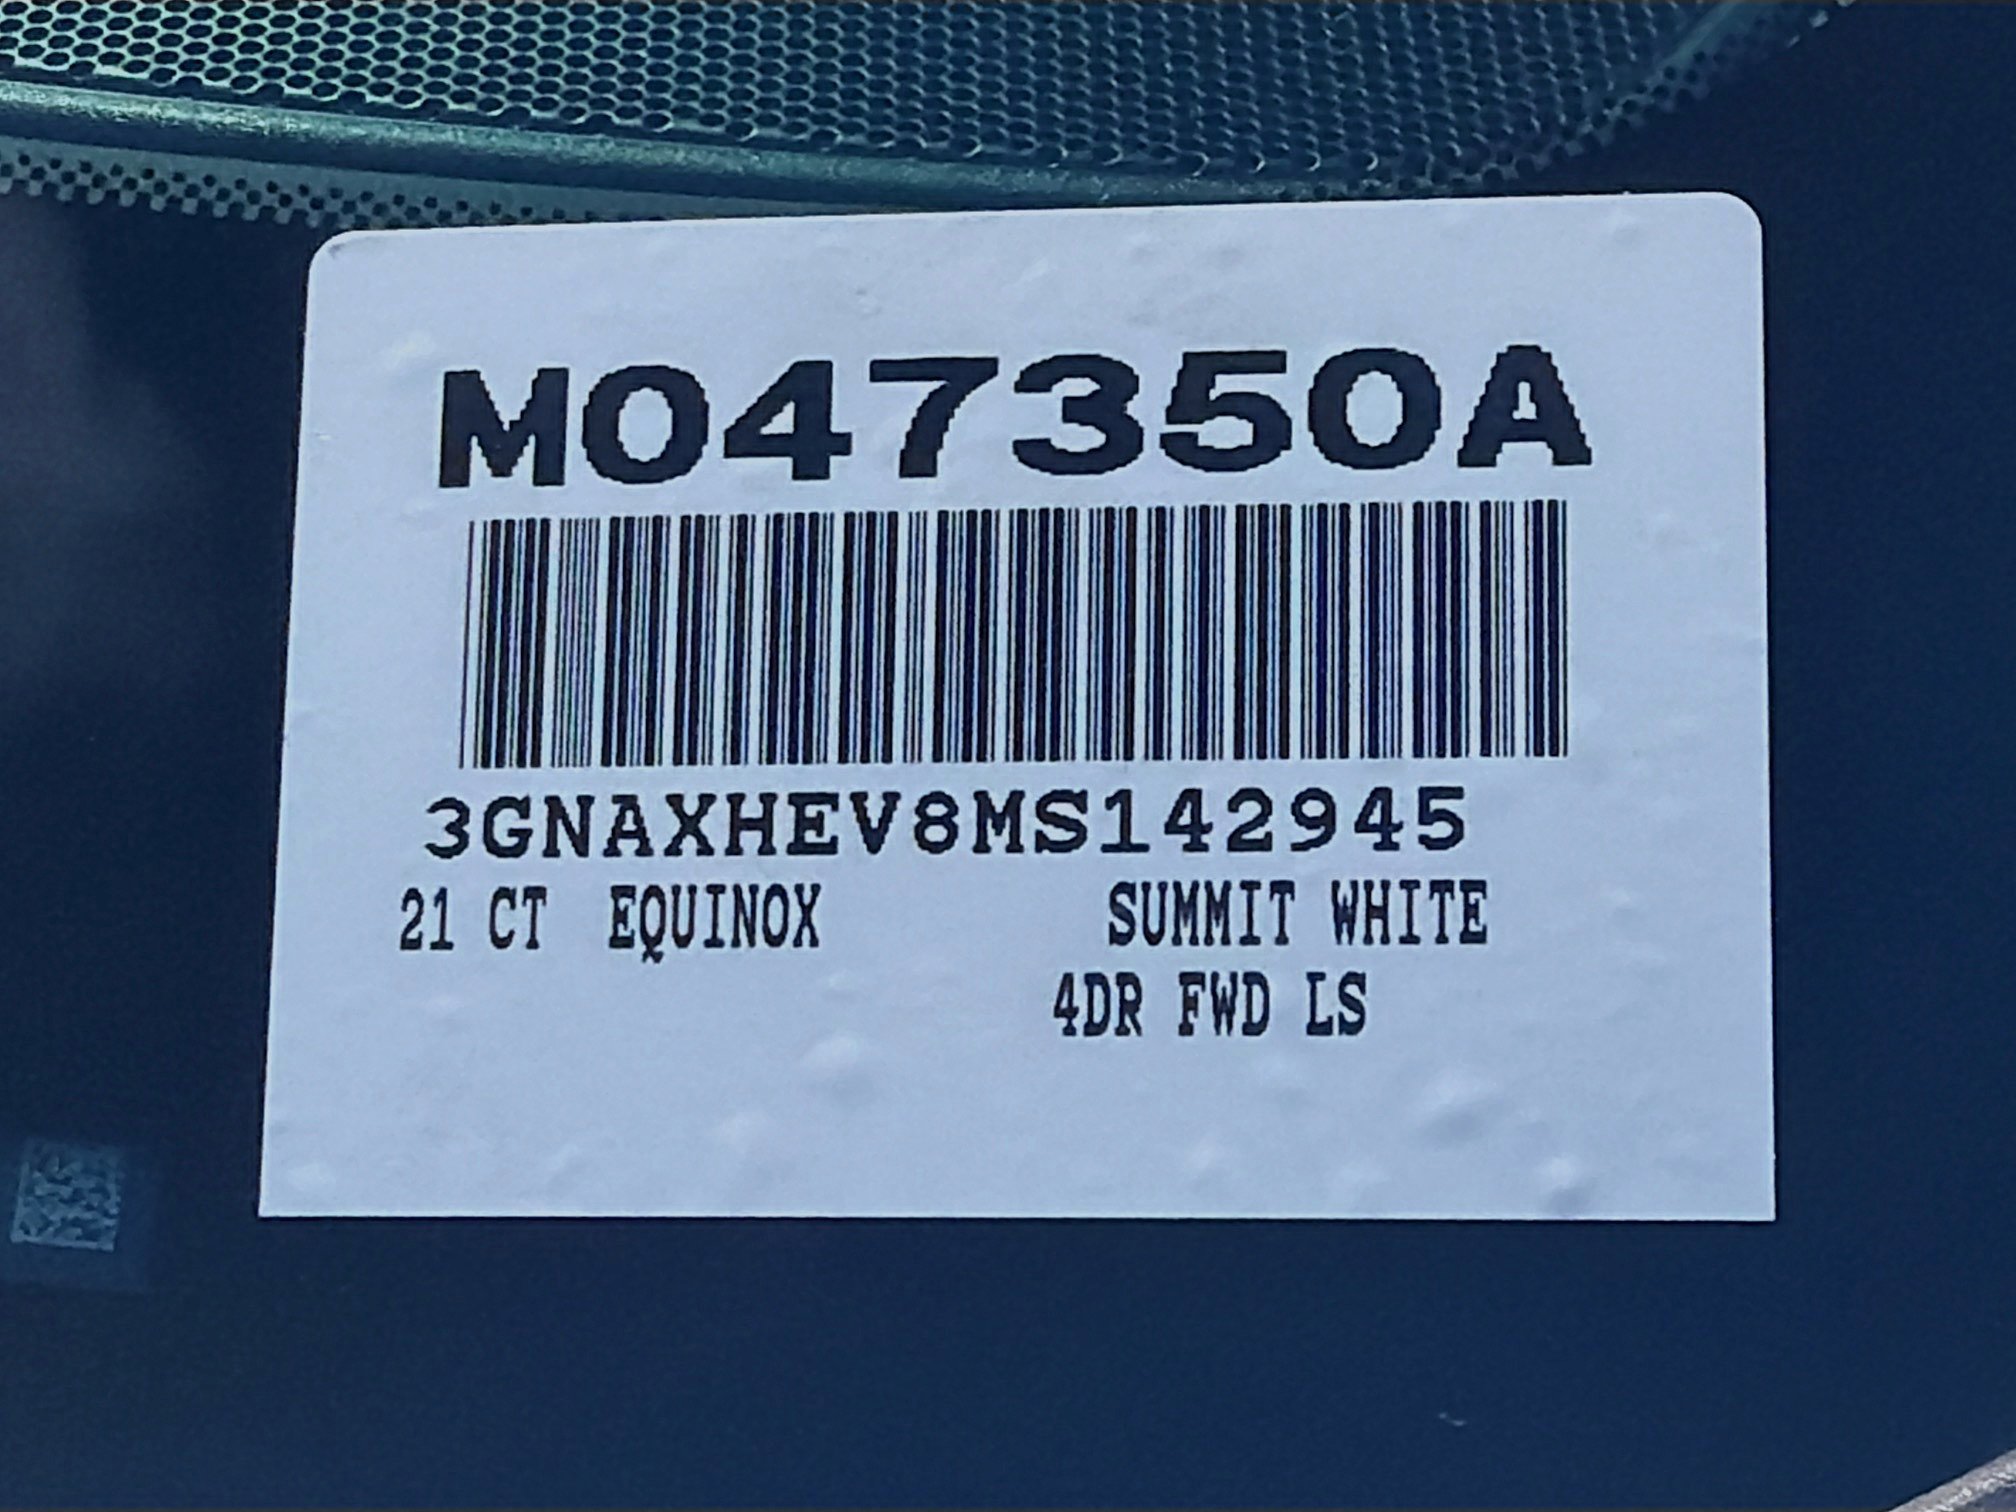 M047350A
3GNAXHEV8MS142945
21 CT EQUINOX SUMMIT WHITE
4DR FWD LS